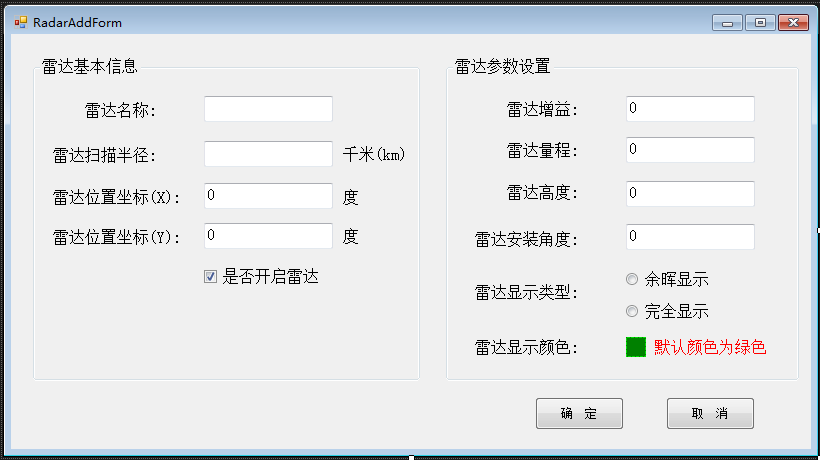 RadarAddForm
雷达基本信息
雷达名称:
雷达扫描半径:
千米(km)
雷达位置坐标(X):
0
度
雷达位置坐标(Y):
0
度
是否开启雷达
雷达参数设置
雷达增益:
0
雷达量程:
0
雷达高度:
0
雷达安装角度:
0
雷达显示类型:
余晖显示
完全显示
雷达显示颜色:
默认颜色为绿色
确 定
取 消